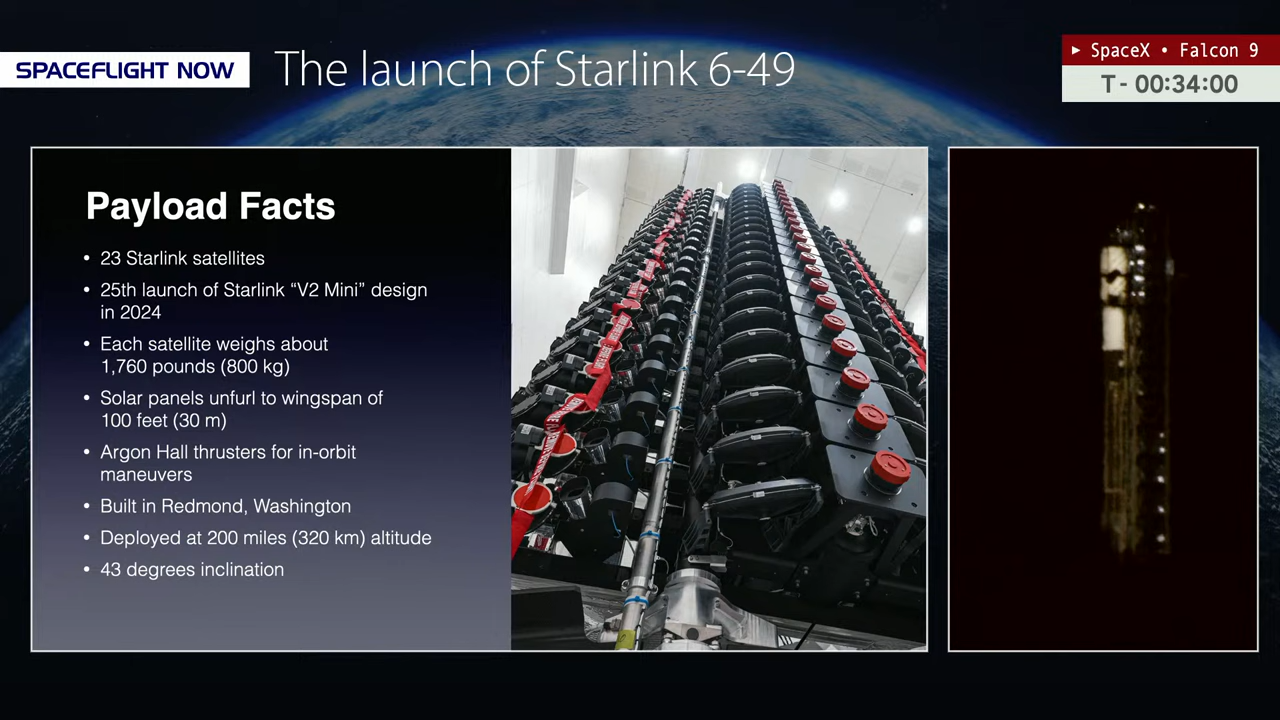 SPACEFLIGHT NOW
The launch of Starlink 6-49
▶ SpaceX • Falcon 9
T - 00:34:00
Payload Facts
• 23 Starlink satellites
• 25th launch of Starlink “V2 Mini” design
in 2024
• Each satellite weighs about
1,760 pounds (800 kg)
• Solar panels unfurl to wingspan of
100 feet (30 m)
• Argon Hall thrusters for in-orbit
maneuvers
• Built in Redmond, Washington
• Deployed at 200 miles (320 km) altitude
• 43 degrees inclination